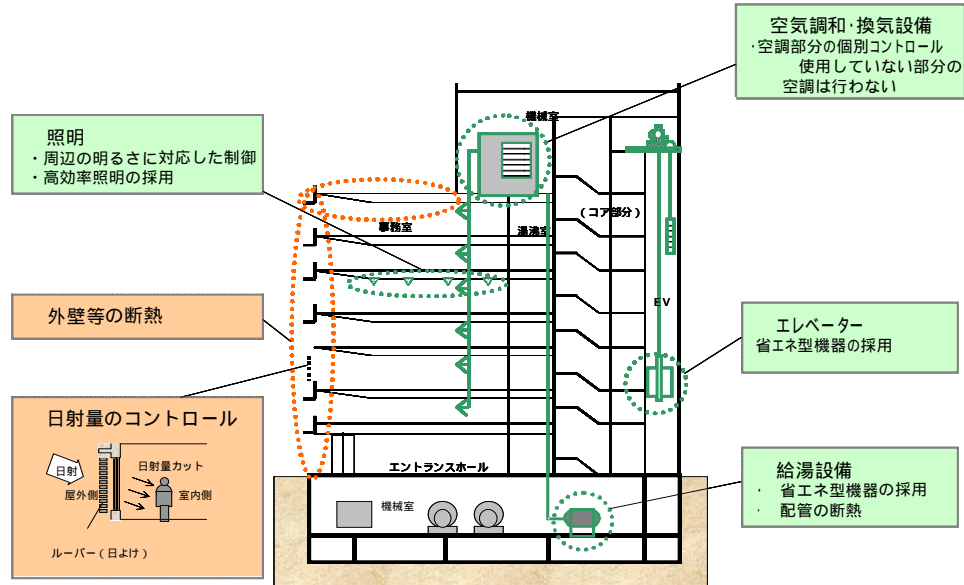 空気調和・換気設備
・空調部分の個別コントロール
使用していない部分の
空調は行わない
照明
・周辺の明るさに対応した制御
・高効率照明の採用
機械室
(コア部分)
事務室
湯沸室
外壁等の断熱
EV
エレベーター
省エネ型機器の採用
日射量のコントロール
日射
日射量カット
屋外側
室内側
ルーバー(日よけ)
エントランスホール
機械室
給湯設備
・ 省エネ型機器の採用
・ 配管の断熱